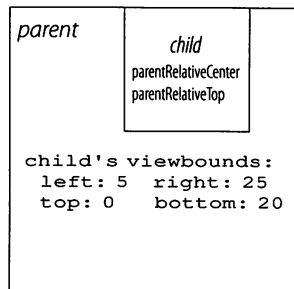 parent
child
parentRelativeCenter
parentRelativeTop
child's viewbounds:
left: 5 right: 25
top: 0 bottom: 20